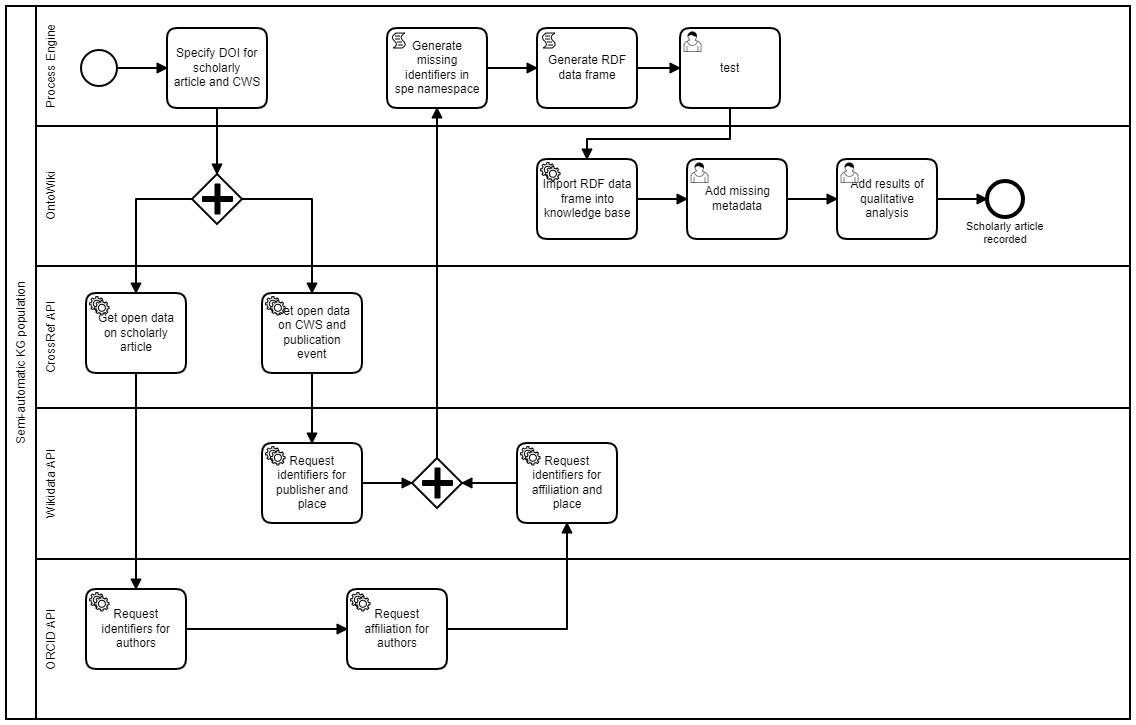 Semi-automatic KG population
Process Engine
Specify DOI for
scholarly
article and CWS
Generate
missing
identifiers in
spe namespace
Generate RDF
data frame
test
OntoWiki
Import RDF data
frame into
knowledge base
Add missing
metadata
Add results of
qualitative
analysis
Scholarly article
recorded
CrossRef API
Get open data
on scholarly
article
Get open data
on CWS and
publication
event
Wikidata API
Request
identifiers for
publisher and
place
Request
identifiers for
affiliation and
place
ORCID API
Request
identifiers for
authors
Request
affiliation for
authors